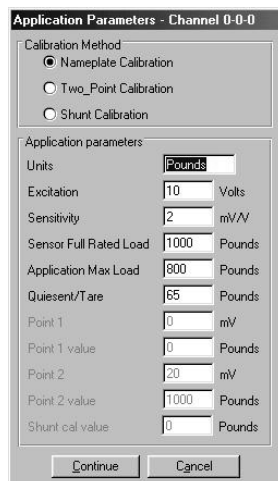 Application Parameters - Channel 0-0-0
Calibration Method
Nameplate Calibration
Two_Point Calibration
Shunt Calibration
Application parameters
Units Pounds
Excitation 10 Volts
Sensitivity 2 mV/V
Sensor Full Rated Load 1000 Pounds
Application Max Load 800 Pounds
Quiesent/Tare 65 Pounds
Point 1 0 mV
Point 1 value 0 Pounds
Point 2 20 mV
Point 2 value 1000 Pounds
Shunt cal value 0 Pounds
Continue Cancel